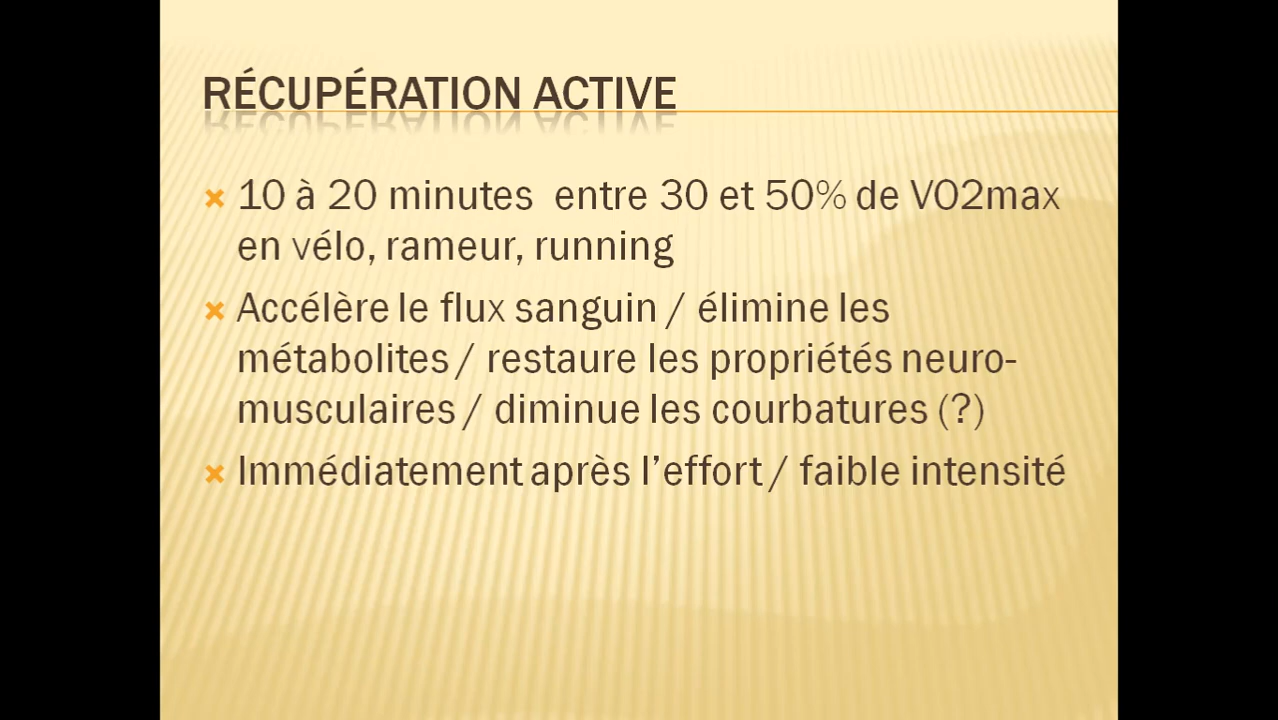 RÉCUPÉRATION ACTIVE
10 à 20 minutes entre 30 et 50% de VO2max
en vélo, rameur, running
Accélère le flux sanguin / élimine les
métabolites / restaure les propriétés neuro-
musculaires / diminue les courbatures (?)
Immédiatement après l’effort / faible intensité